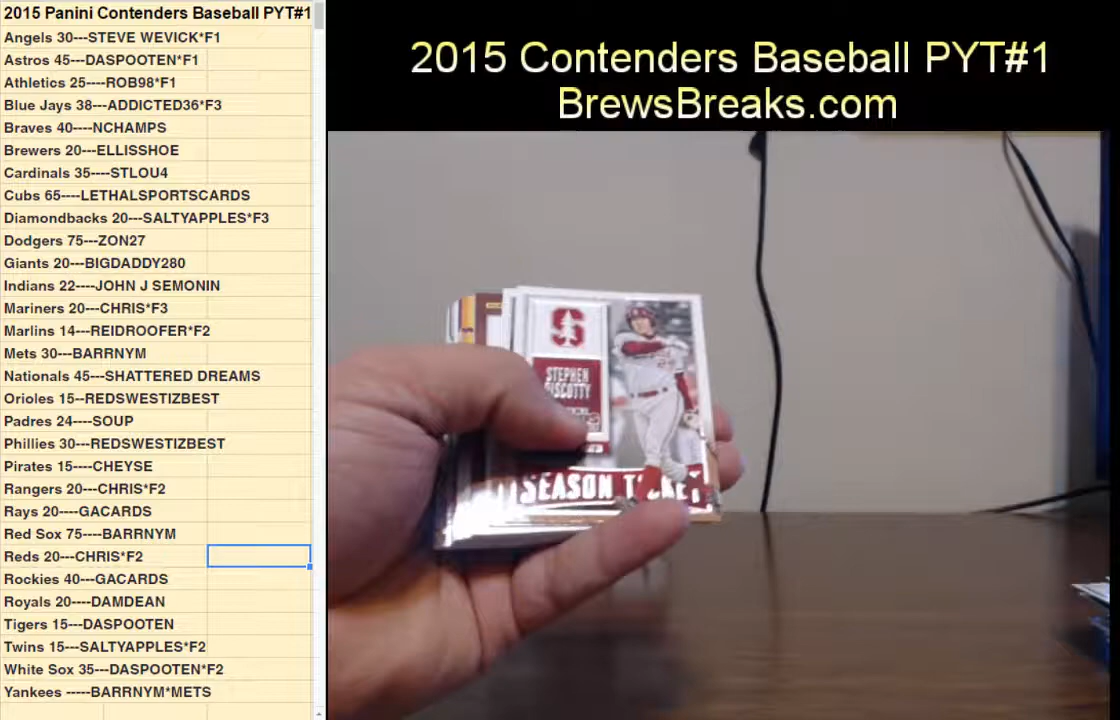 2015 Panini Contenders Baseball PYT#1
Angels 30---STEVE WEVICK*F1
Astros 45---DASPOOTEN*F1
Athletics 25----ROB98*F1
Blue Jays 38---ADDICTED36*F3
Braves 40----NCHAMPS
Brewers 20---ELLISSHOE
Cardinals 35----STLOU4
Cubs 65----LETHALSPORTSCARDS
Diamondbacks 20---SALTYAPPLES*F3
Dodgers 75---ZON27
Giants 20---BIGDADDY280
Indians 22----JOHN J SEMONIN
Mariners 20---CHRIS*F3
Marlins 14---REIDROOFER*F2
Mets 30---BARRNYM
Nationals 45---SHATTERED DREAMS
Orioles 15--REDSWESTIZBEST
Padres 24----SOUP
Phillies 30---REDSWESTIZBEST
Pirates 15----CHEYSE
Rangers 20---CHRIS*F2
Rays 20----GACARDS
Red Sox 75----BARRNYM
Reds 20---CHRIS*F2
Rockies 40---GACARDS
Royals 20----DAMDEAN
Tigers 15---DASPOOTEN
Twins 15---SALTYAPPLES*F2
White Sox 35---DASPOOTEN*F2
Yankees -----BARRNYM*METS
2015 Contenders Baseball PYT#1
BrewsBreaks.com
S
STEPHEN
PISCOTTY
SEASON TICKET